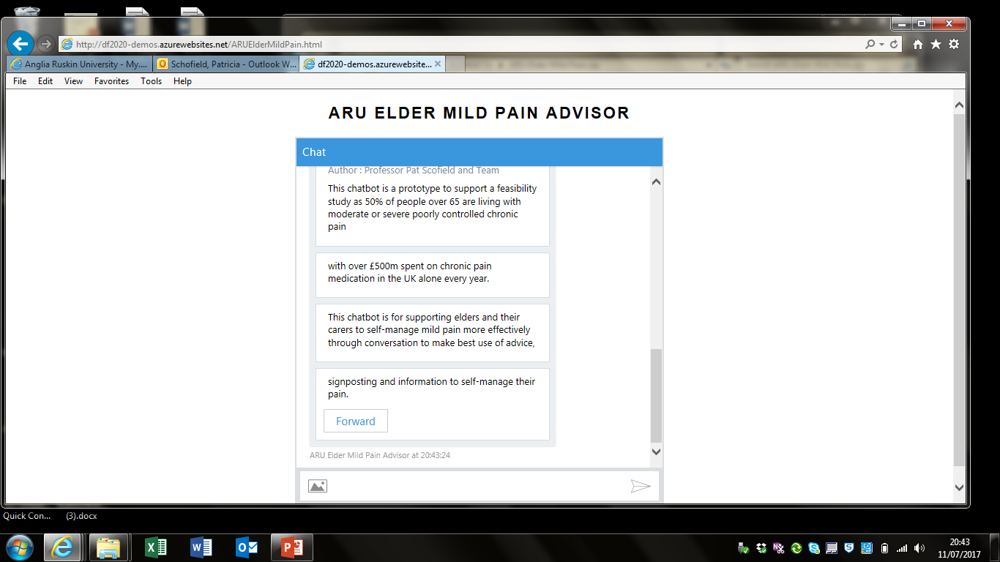 http://df2020-demos.azurewebsites.net/ARUElderMildPain.html
Anglia Ruskin University - My....
Schofield, Patricia - Outlook W...
df2020-demos.azurewebsite...
File Edit View Favorites Tools Help
ARU ELDER MILD PAIN ADVISOR
Chat
Author : Professor Pat Scofield and Team
This chatbot is a prototype to support a feasibility
study as 50% of people over 65 are living with
moderate or severe poorly controlled chronic
pain
with over £500m spent on chronic pain
medication in the UK alone every year.
This chatbot is for supporting elders and their
carers to self-manage mild pain more effectively
through conversation to make best use of advice,
signposting and information to self-manage their
pain.
Forward
ARU Elder Mild Pain Advisor at 20:43:24
Quick Con... (3).docx
20:43
11/07/2017